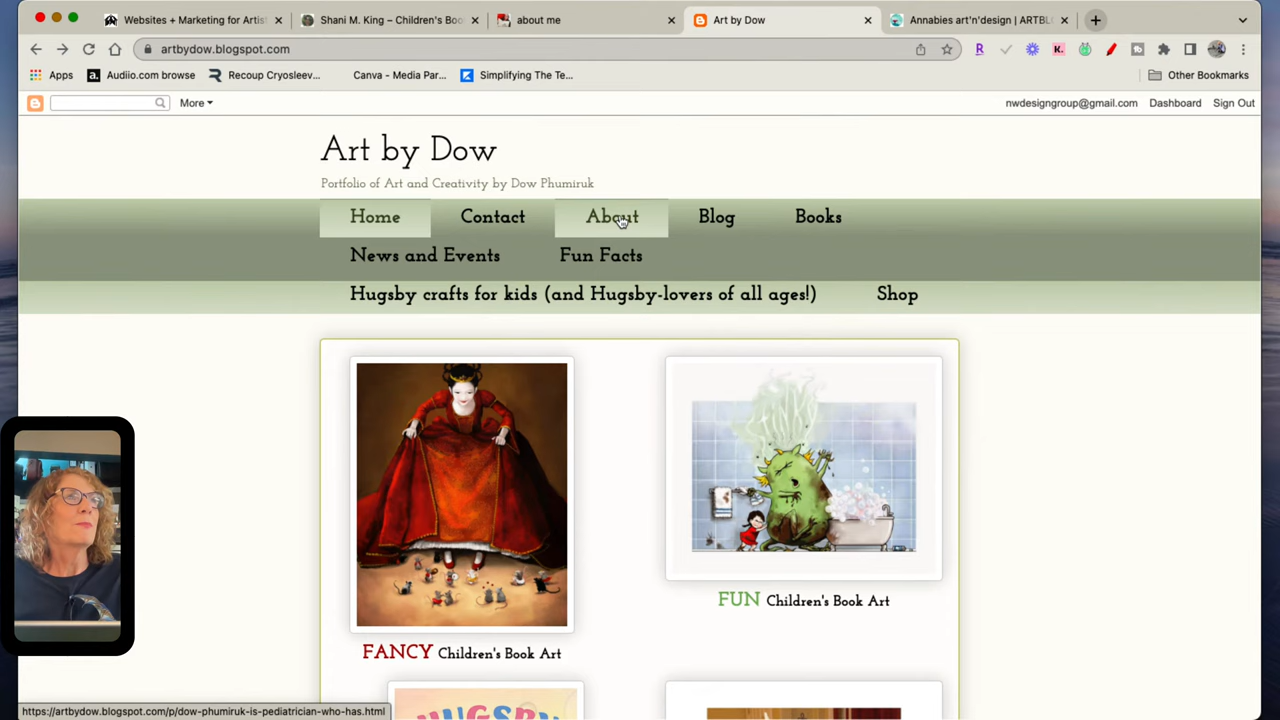 Websites + Marketing for Artis
Shani M. King – Children's Boo
about me
Art by Dow
Annabies art'n'design | ARTBL
artbydow.blogspot.com
Apps
Audiio.com browse
Recoup Cryosleev...
Canva - Media Par...
Simplifying The Te...
Other Bookmarks
More
nwdesigngroup@gmail.com
Dashboard
Sign Out
Art by Dow
Portfolio of Art and Creativity by Dow Phumiruk
Home
Contact
About
Blog
Books
News and Events
Fun Facts
Hugsby crafts for kids (and Hugsby-lovers of all ages!)
Shop
FUN Children's Book Art
FANCY Children's Book Art
HUGSBY
https://artbydow.blogspot.com/p/dow-phumiruk-is-pediatrician-who-has.html